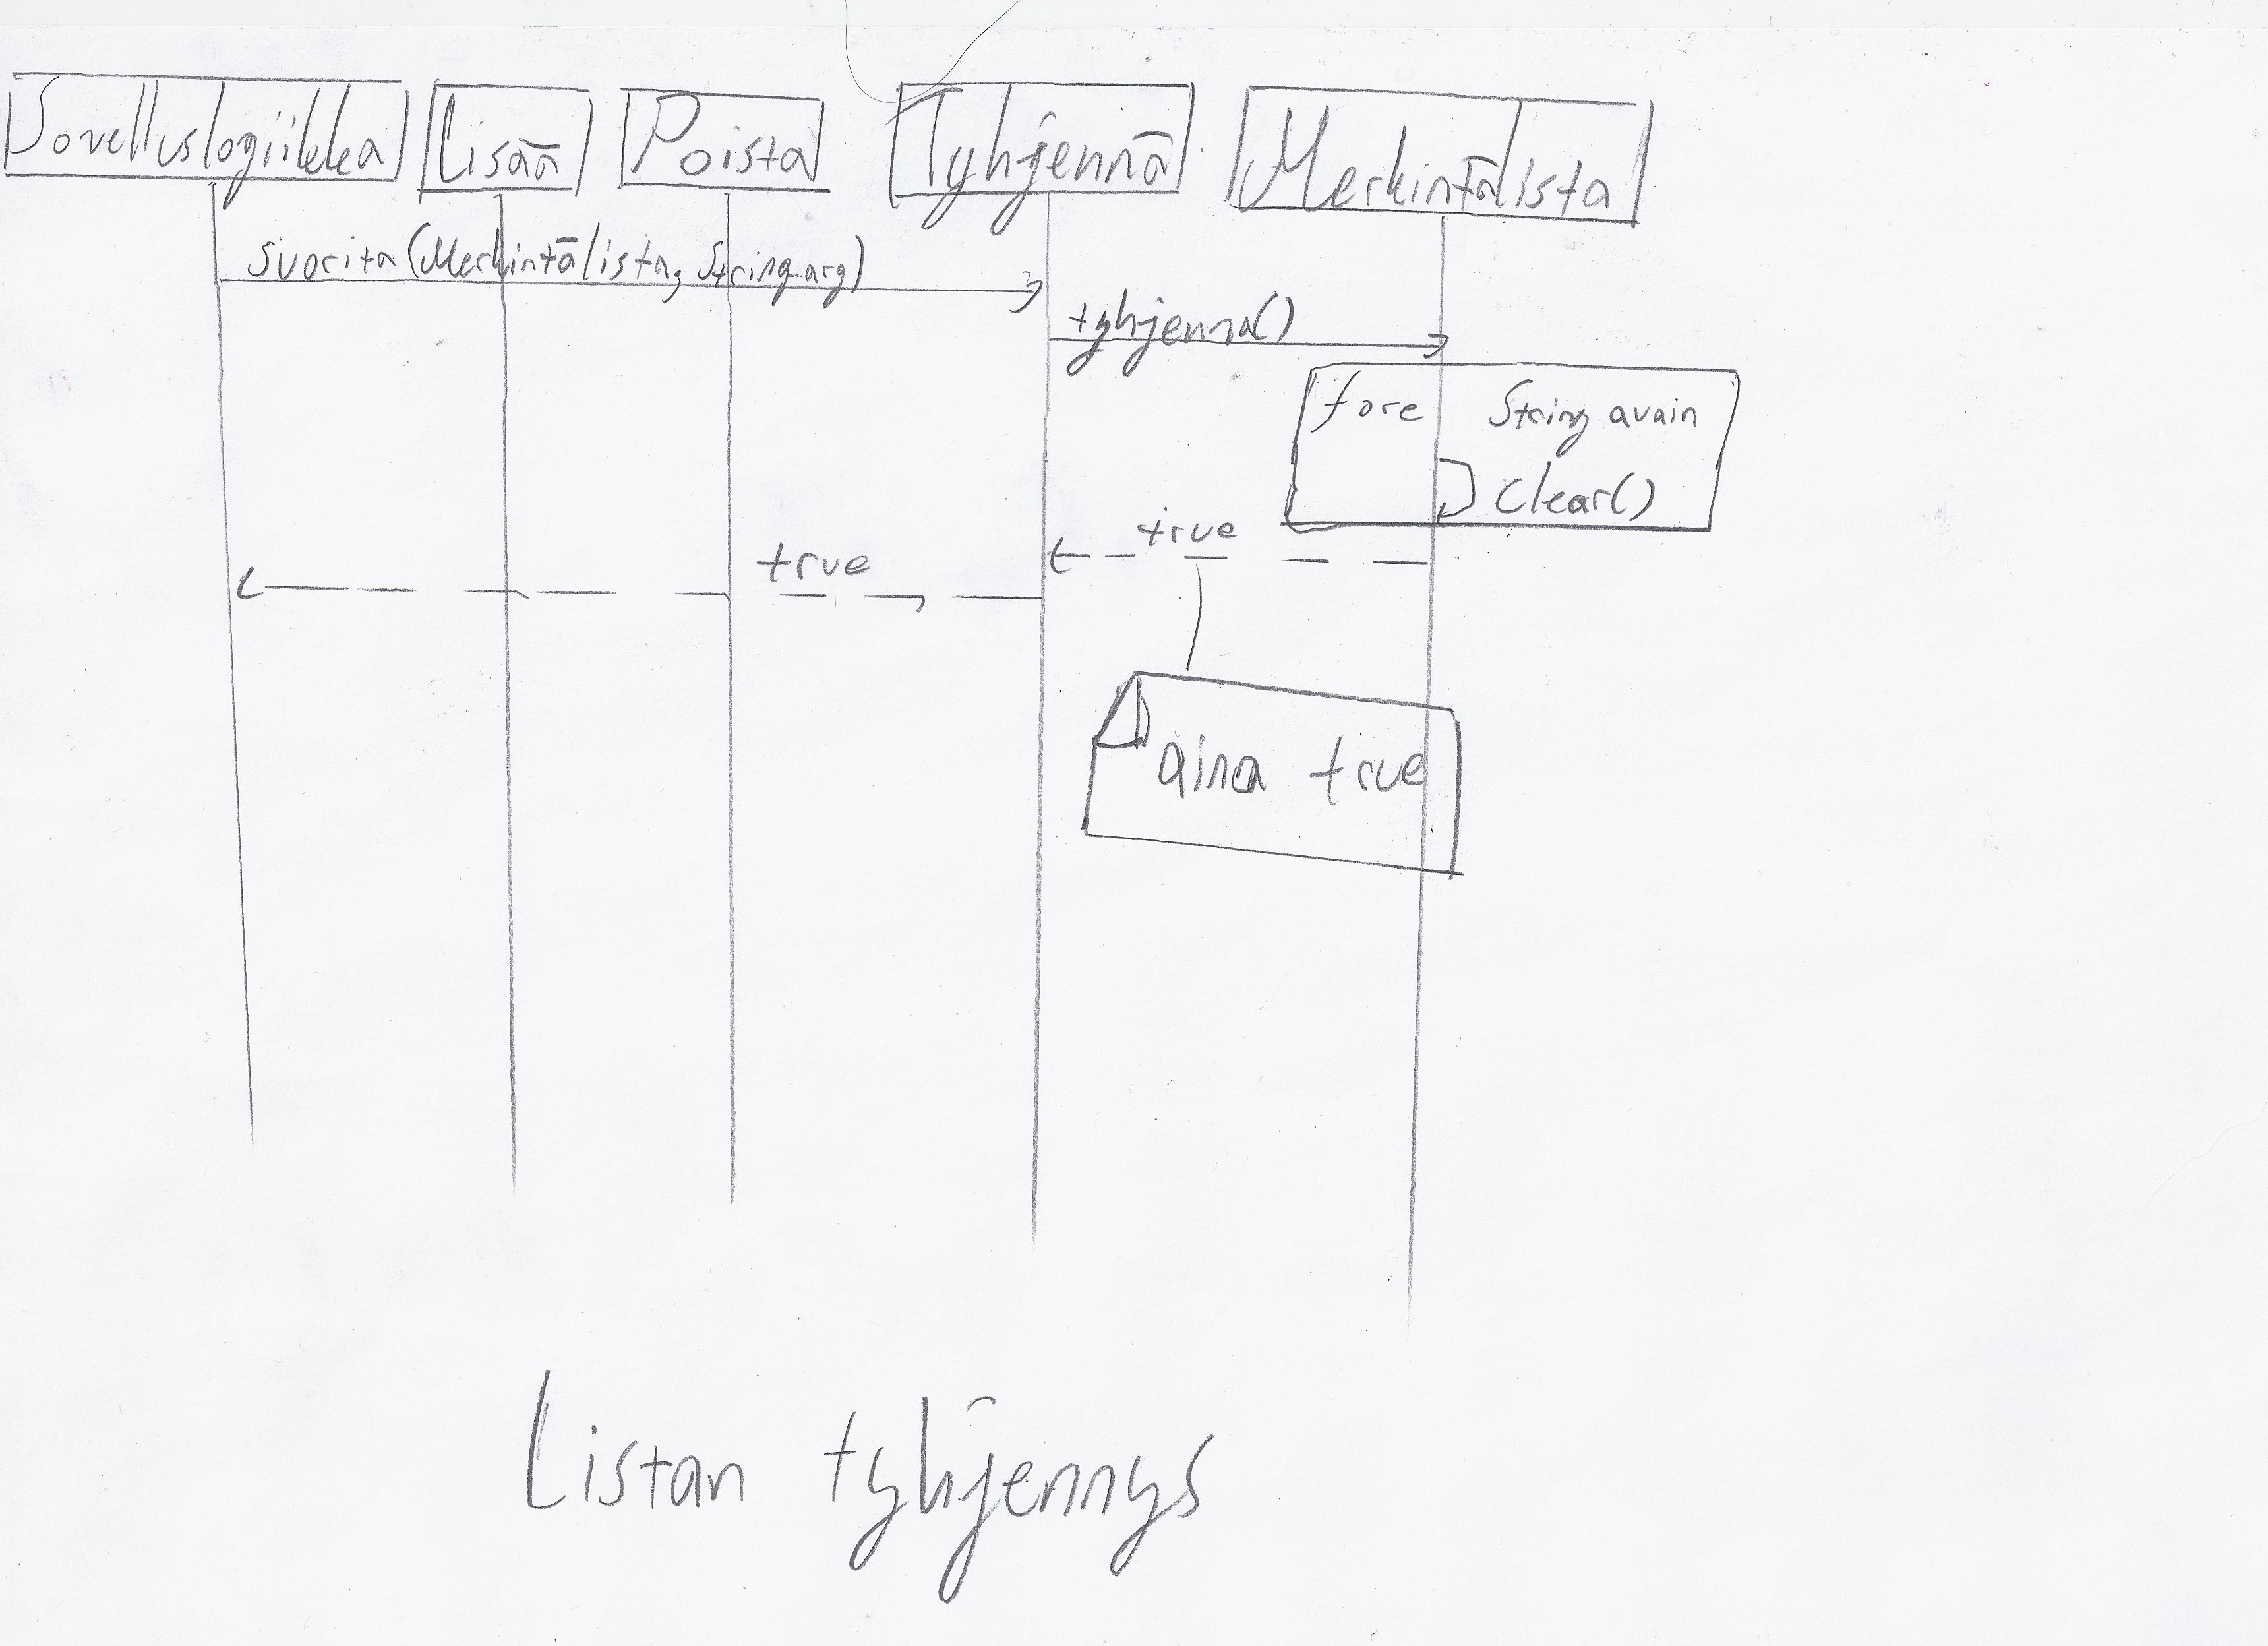 Sovelluslogiikka Lisää Poista Tyhjennä Merkintälista
suorita(Merkintälista, String arg)
tyhjennä()
fore String avain
Clear()
true
true
aina true
Listan tyhjennys